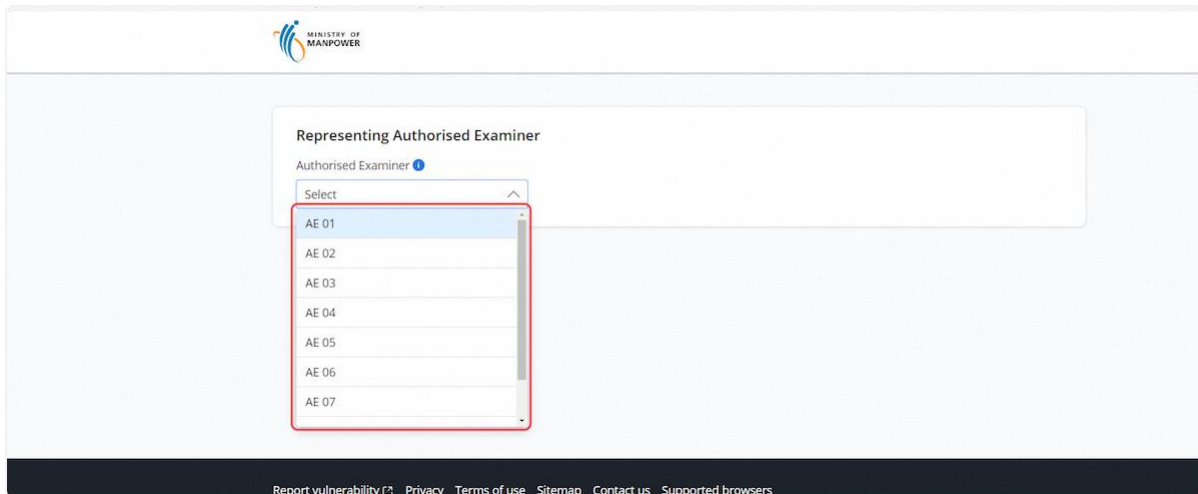 MINISTRY OF
MANPOWER
Representing Authorised Examiner
Authorised Examiner
Select
AE 01
AE 02
AE 03
AE 04
AE 05
AE 06
AE 07
Report vulnerability Privacy Terms of use Sitemap Contact us Supported browsers